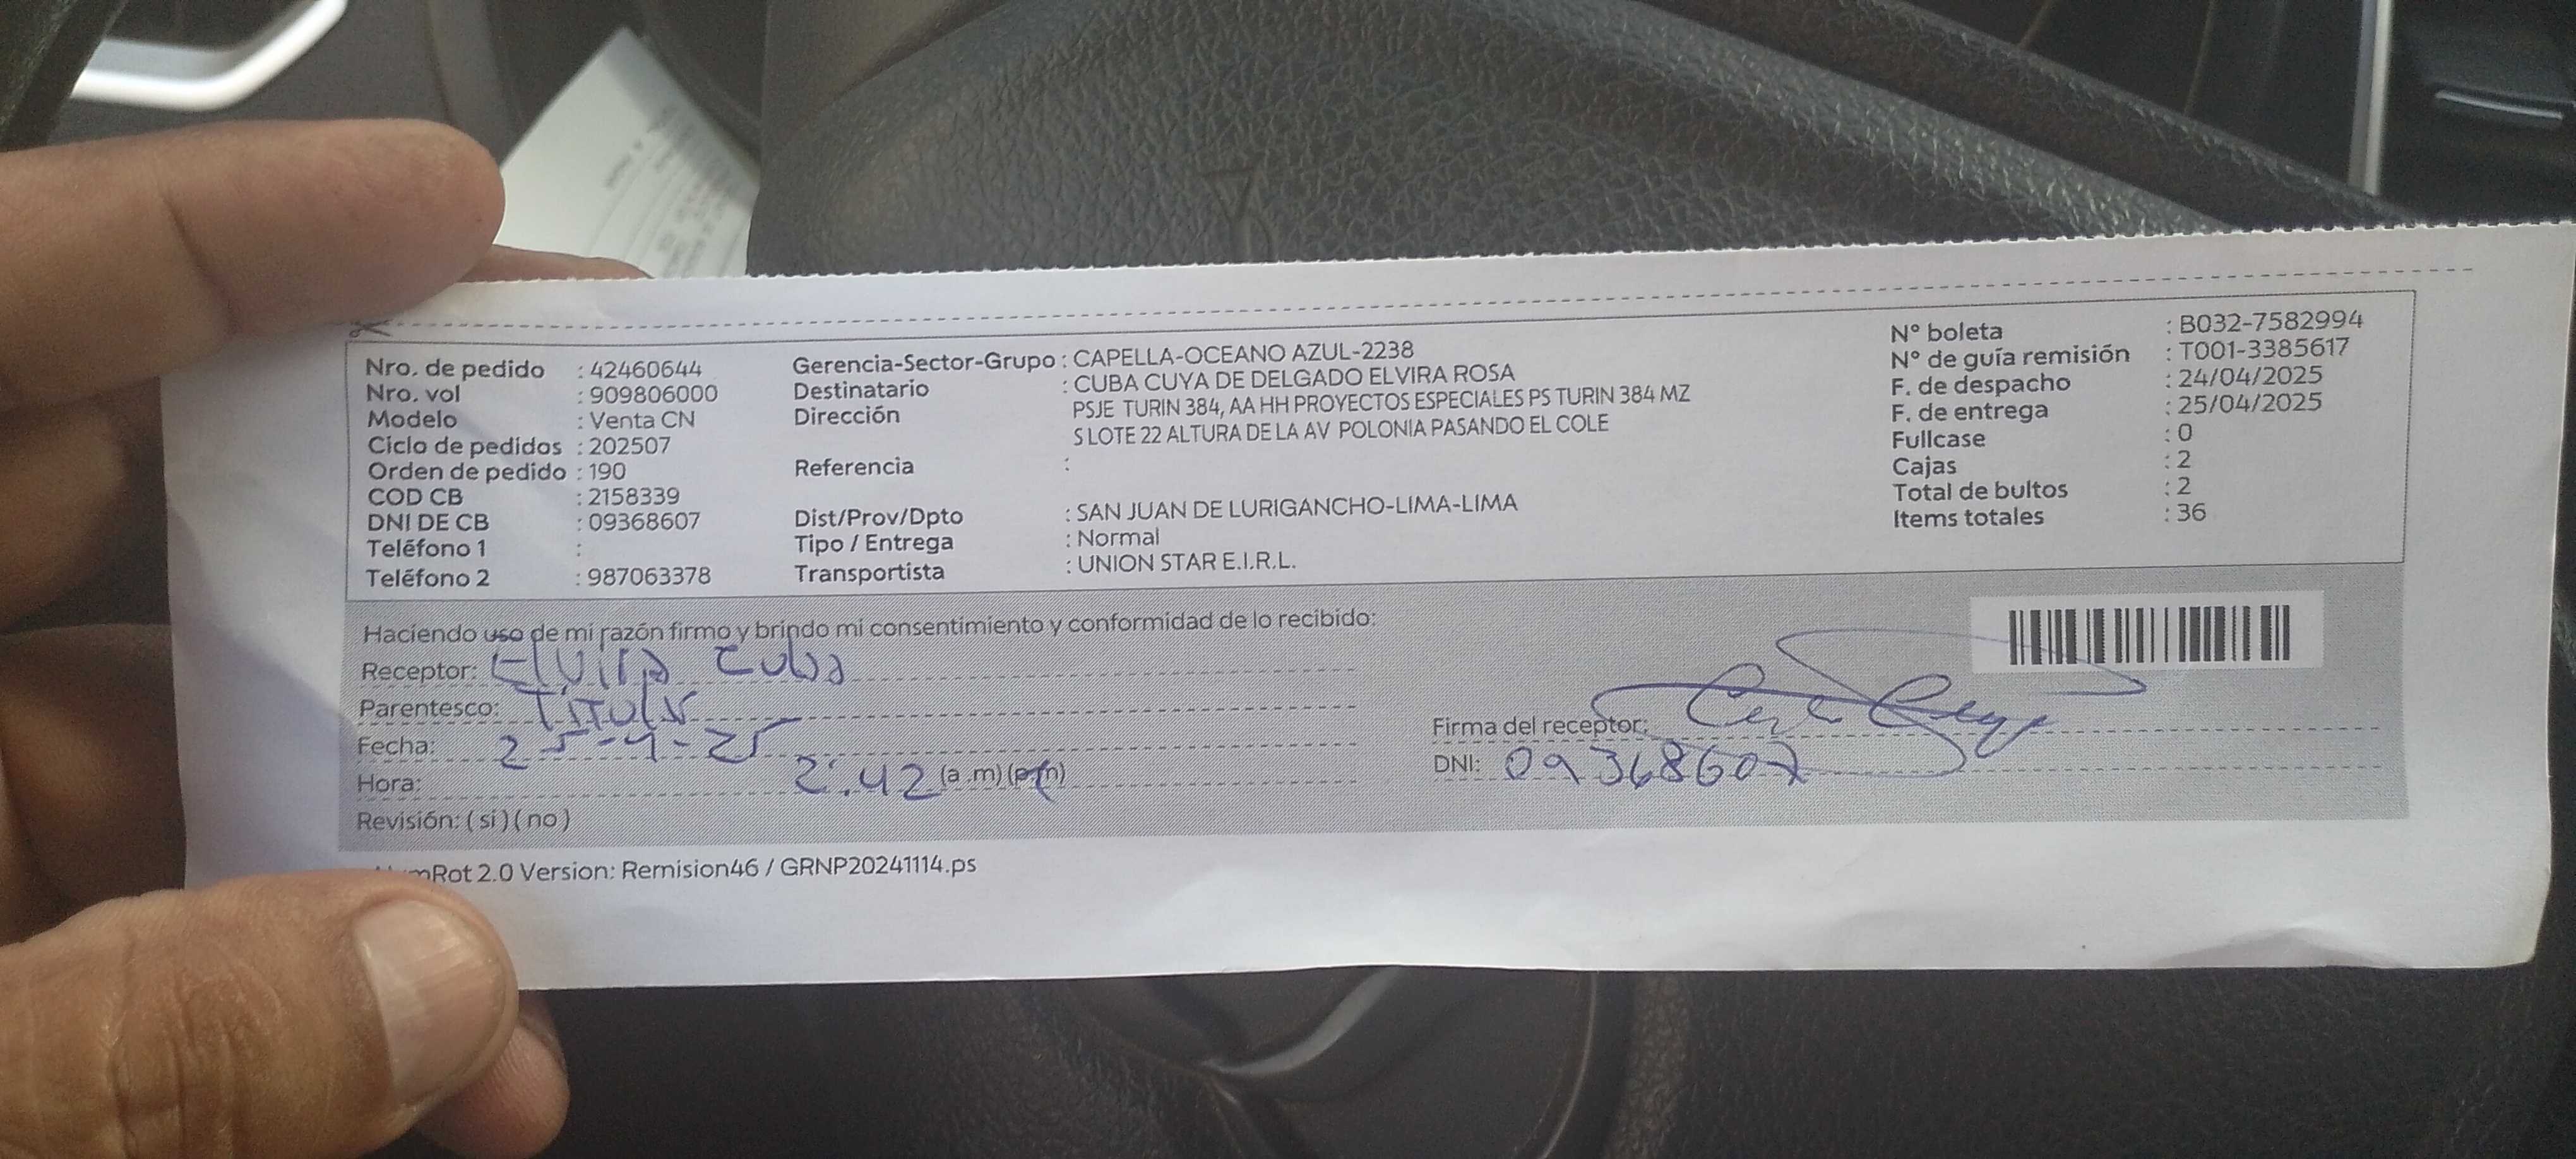 Nro. de pedido : 42460644
Nro. vol : 909806000
Modelo : Venta CN
Ciclo de pedidos : 202507
Orden de pedido : 190
COD CB : 2158339
DNI DE CB : 09368607
Teléfono 1 :
Teléfono 2 : 987063378
Gerencia-Sector-Grupo : CAPELLA-OCEANO AZUL-2238
Destinatario : CUBA CUYA DE DELGADO ELVIRA ROSA
Dirección PSJE TURIN 384, AA HH PROYECTOS ESPECIALES PS TURIN 384 MZ
S LOTE 22 ALTURA DE LA AV POLONIA PASANDO EL COLE
Referencia :
Dist/Prov/Dpto : SAN JUAN DE LURIGANCHO-LIMA-LIMA
Tipo / Entrega : Normal
Transportista : UNION STAR E.I.R.L.
N° boleta : B032-7582994
N° de guía remisión : T001-3385617
F. de despacho : 24/04/2025
F. de entrega : 25/04/2025
Fullcase : 0
Cajas : 2
Total de bultos : 2
Items totales : 36
Haciendo uso de mi razón firmo y brindo mi consentimiento y conformidad de lo recibido:
Receptor: Elvira Cuba
Parentesco: Titular
Fecha: 25-4-25
Hora: 2:42 (a.m) (pm)
Revisión: ( si ) ( no )
Firma del receptor:
DNI: 09368607
Rot 2.0 Version: Remision46 / GRNP20241114.ps